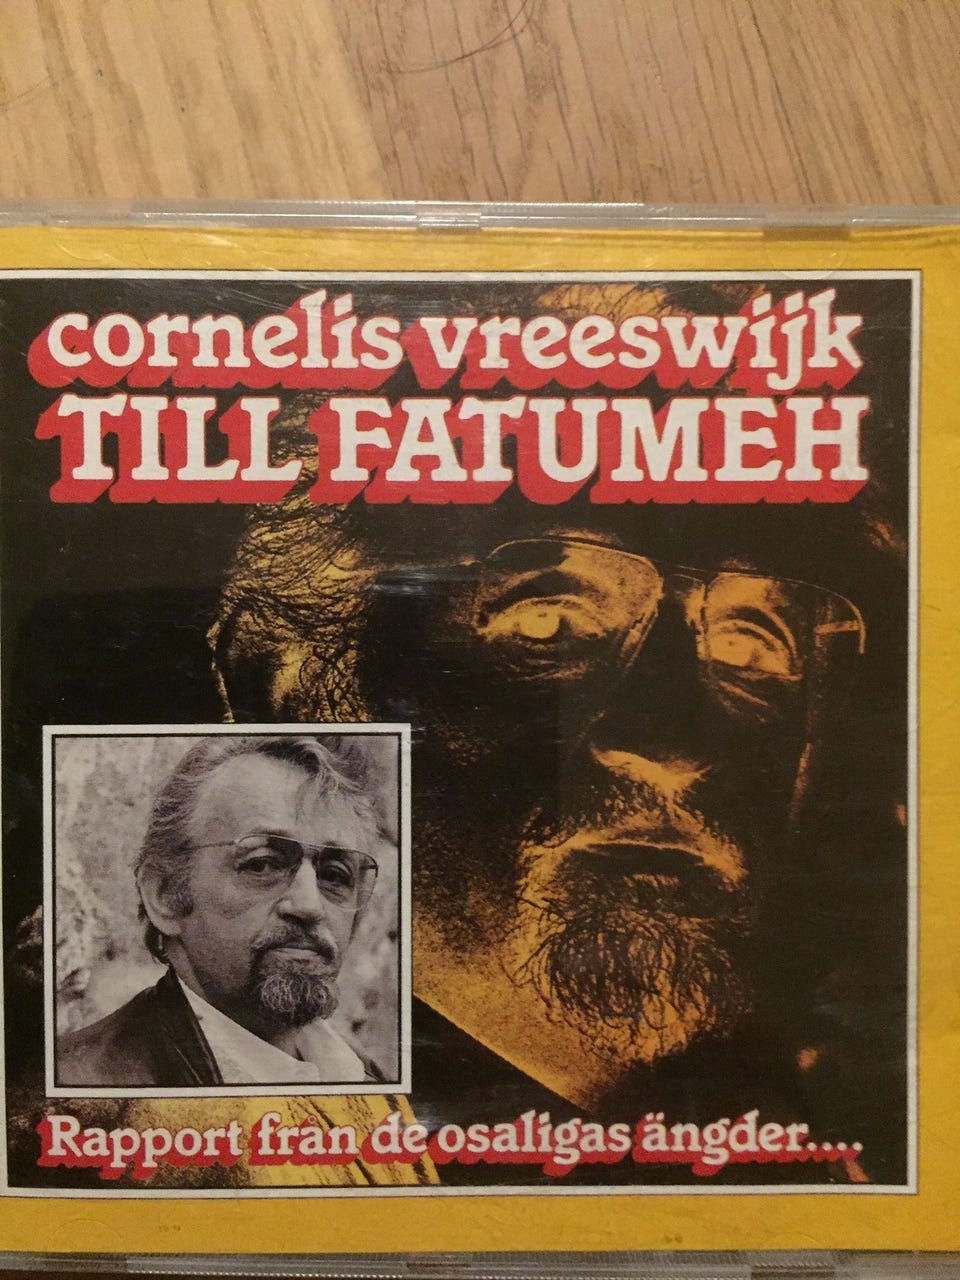 cornelis vreeswijk
TILL FATUMEH
Rapport från de osaligas ängder....